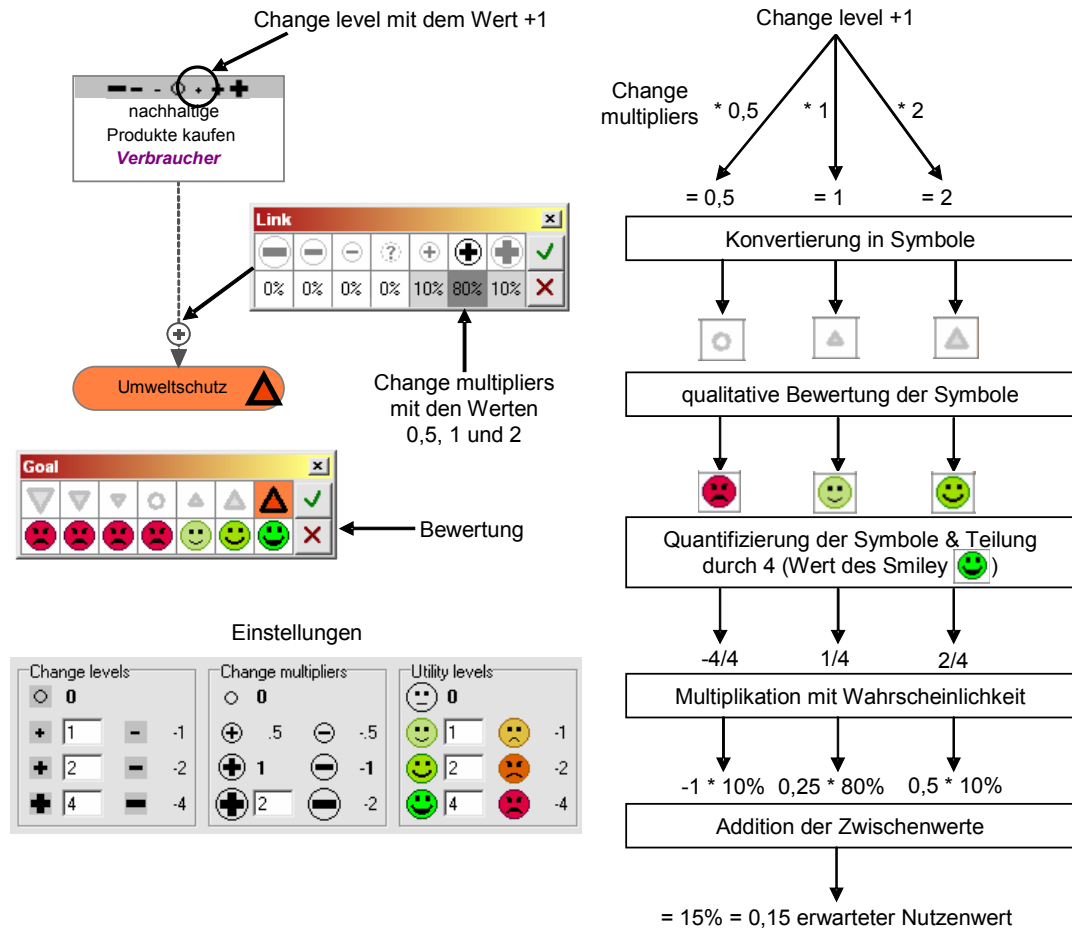 Change level mit dem Wert +1
nachhaltige
Produkte kaufen
Verbraucher
Link
?
0% 0% 0% 0% 10% 80% 10%
Umweltschutz
Change multipliers
mit den Werten
0,5, 1 und 2
Goal
Bewertung
Einstellungen
Change levels
0
1 -1
2 -2
4 -4
Change multipliers
0
.5 -.5
1 -1
2 -2
Utility levels
0
1 -1
2 -2
4 -4
Change level +1
Change
multipliers
* 0,5 * 1 * 2
= 0,5 = 1 = 2
Konvertierung in Symbole
qualitative Bewertung der Symbole
Quantifizierung der Symbole & Teilung
durch 4 (Wert des Smiley )
-4/4 1/4 2/4
Multiplikation mit Wahrscheinlichkeit
-1 * 10% 0,25 * 80% 0,5 * 10%
Addition der Zwischenwerte
= 15% = 0,15 erwarteter Nutzenwert